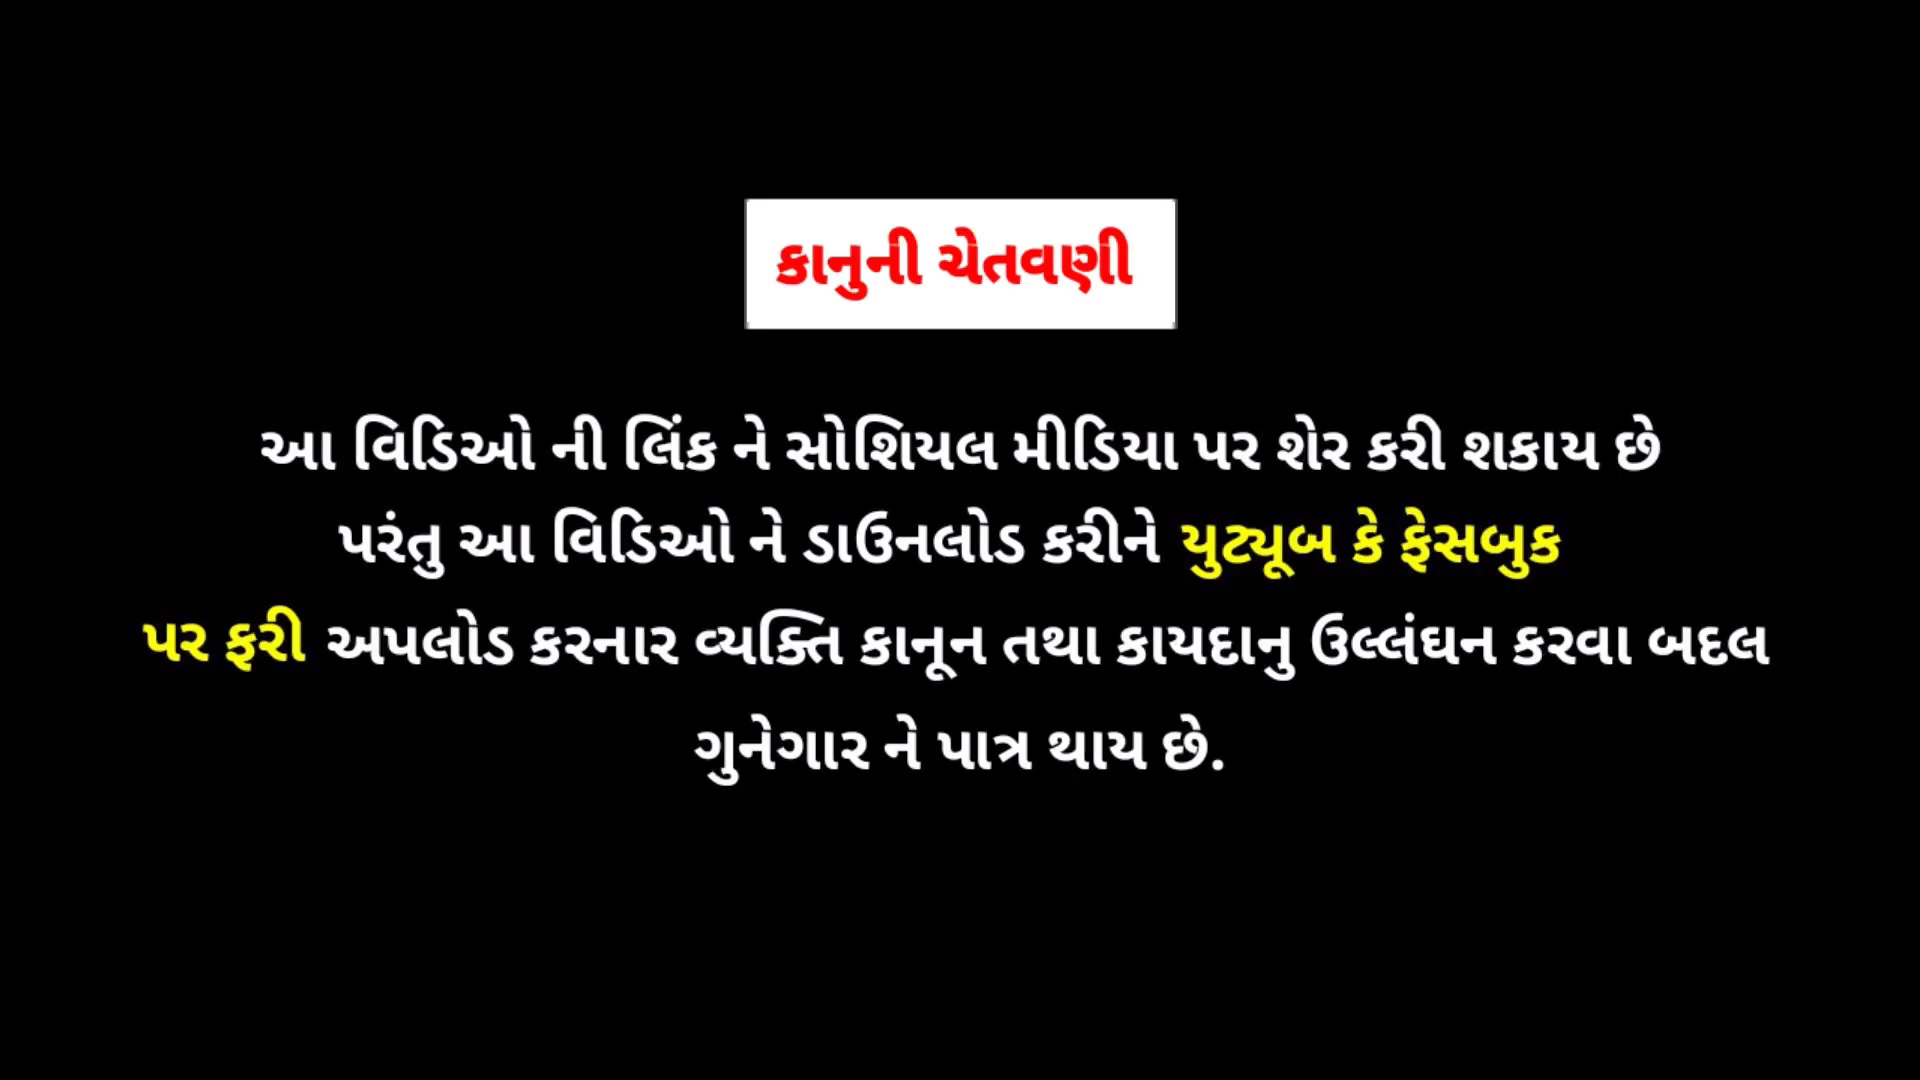 કાનુની ચેતવણી
આ વિડિઓ ની લિંક ને સોશિયલ મીડિયા પર શેર કરી શકાય છે
પરંતુ આ વિડિઓ ને ડાઉનલોડ કરીને યુટ્યૂબ કે ફેસબુક
પર ફરી અપલોડ કરનાર વ્યક્તિ કાનૂન તથા કાયદાનુ ઉલ્લંઘન કરવા બદલ
ગુનેગાર ને પાત્ર થાય છે.